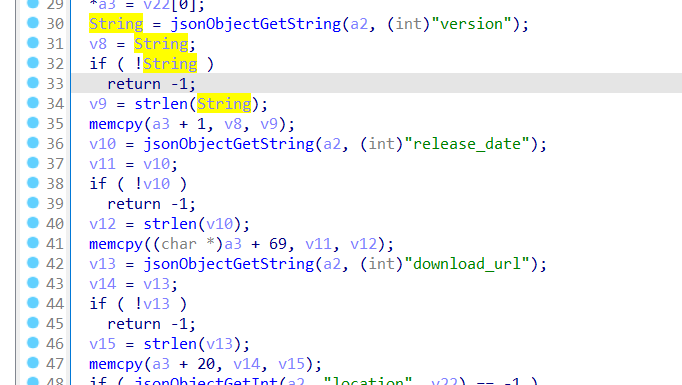 29 *a3 = v22[0];
30 String = jsonObjectGetString(a2, (int)"version");
31 v8 = String;
32 if ( !String )
33 return -1;
34 v9 = strlen(String);
35 memcpy(a3 + 1, v8, v9);
36 v10 = jsonObjectGetString(a2, (int)"release_date");
37 v11 = v10;
38 if ( !v10 )
39 return -1;
40 v12 = strlen(v10);
41 memcpy((char *)a3 + 69, v11, v12);
42 v13 = jsonObjectGetString(a2, (int)"download_url");
43 v14 = v13;
44 if ( !v13 )
45 return -1;
46 v15 = strlen(v13);
47 memcpy(a3 + 20, v14, v15);
48 if ( jsonObjectGetInt(a2, "location", v22) == -1 )